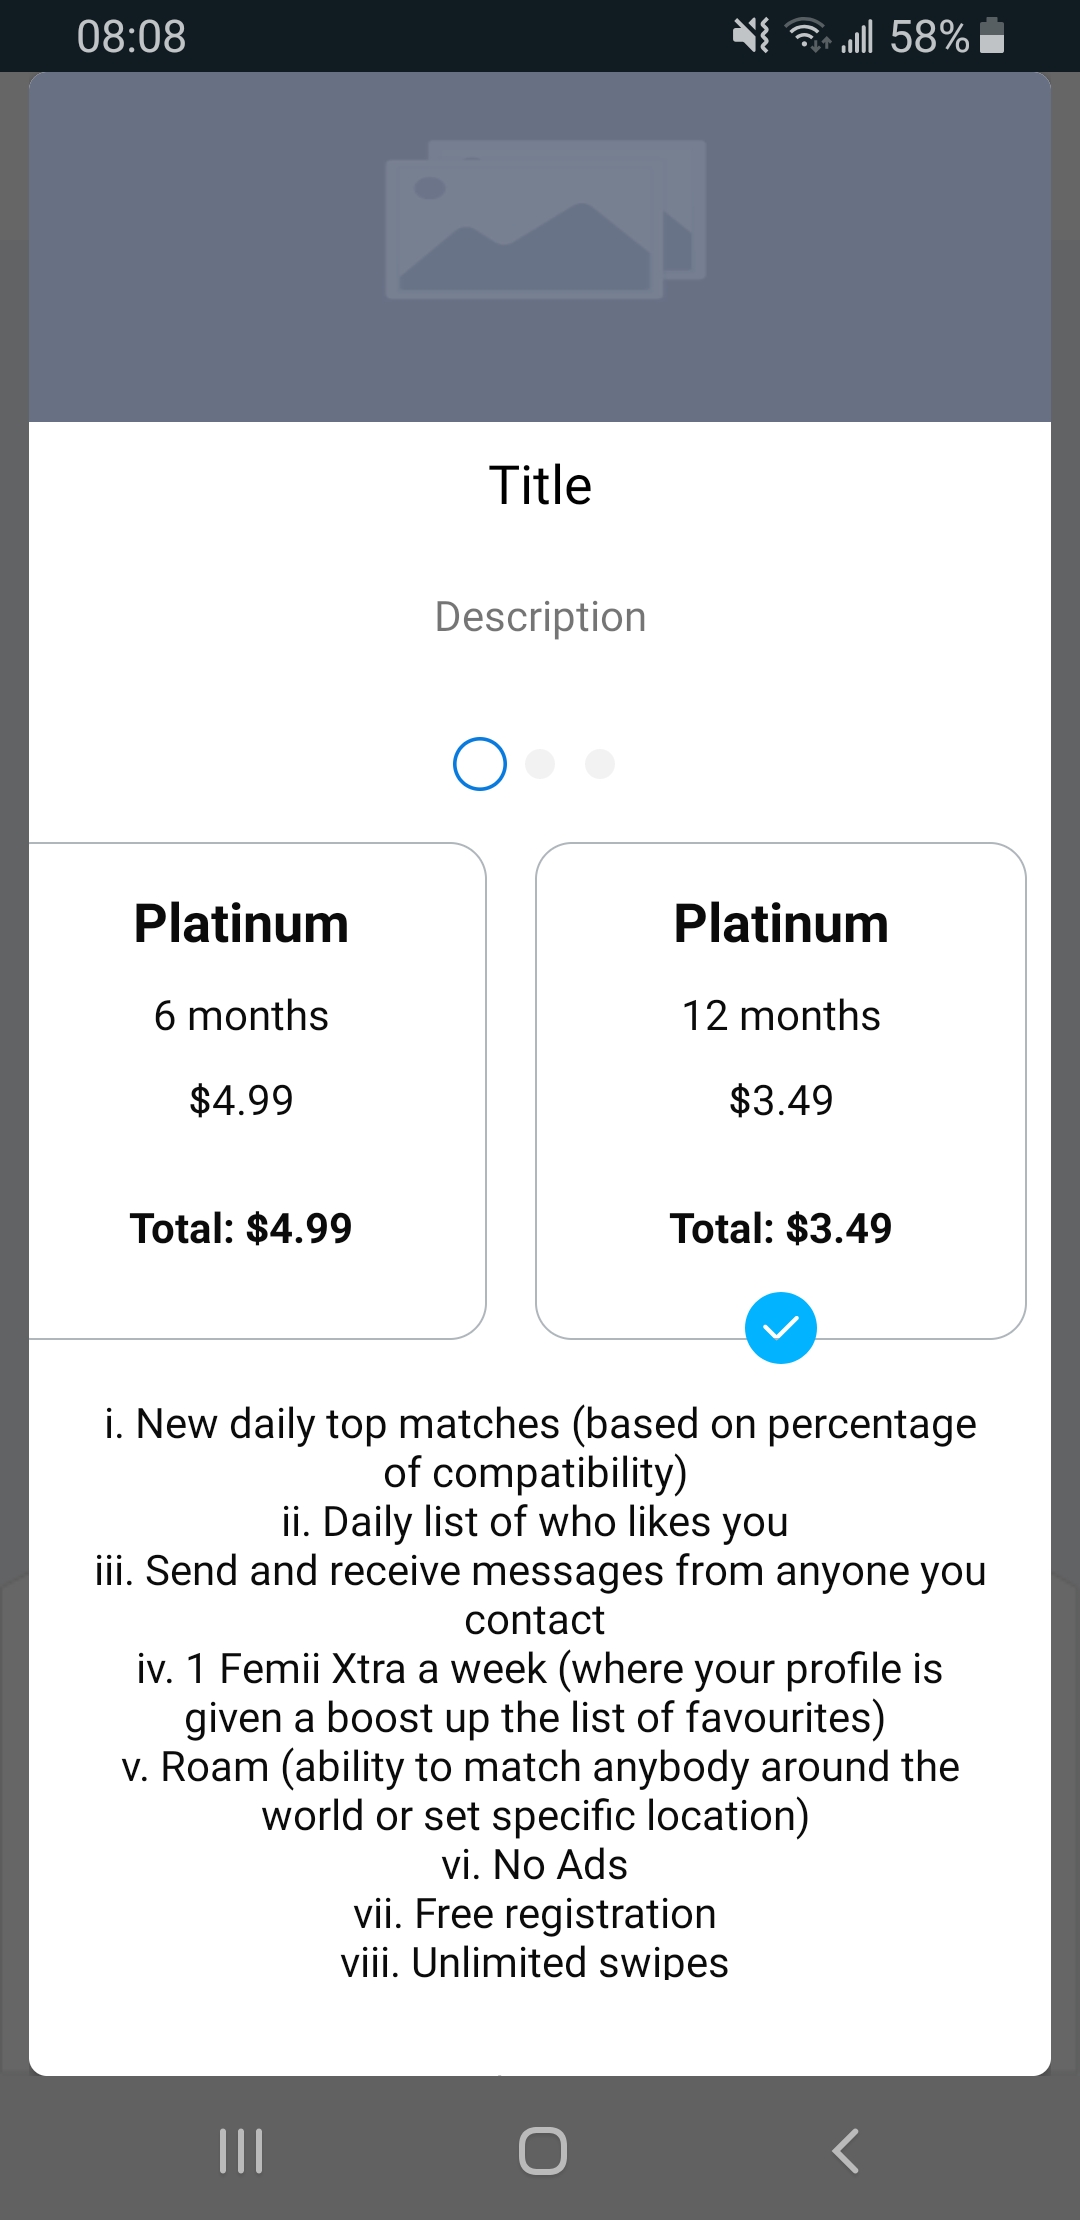 08:08
58%
Title
Description
Platinum
6 months
$4.99
Total: $4.99
Platinum
12 months
$3.49
Total: $3.49
i. New daily top matches (based on percentage
of compatibility)
ii. Daily list of who likes you
iii. Send and receive messages from anyone you
contact
iv. 1 Femii Xtra a week (where your profile is
given a boost up the list of favourites)
v. Roam (ability to match anybody around the
world or set specific location)
vi. No Ads
vii. Free registration
viii. Unlimited swipes